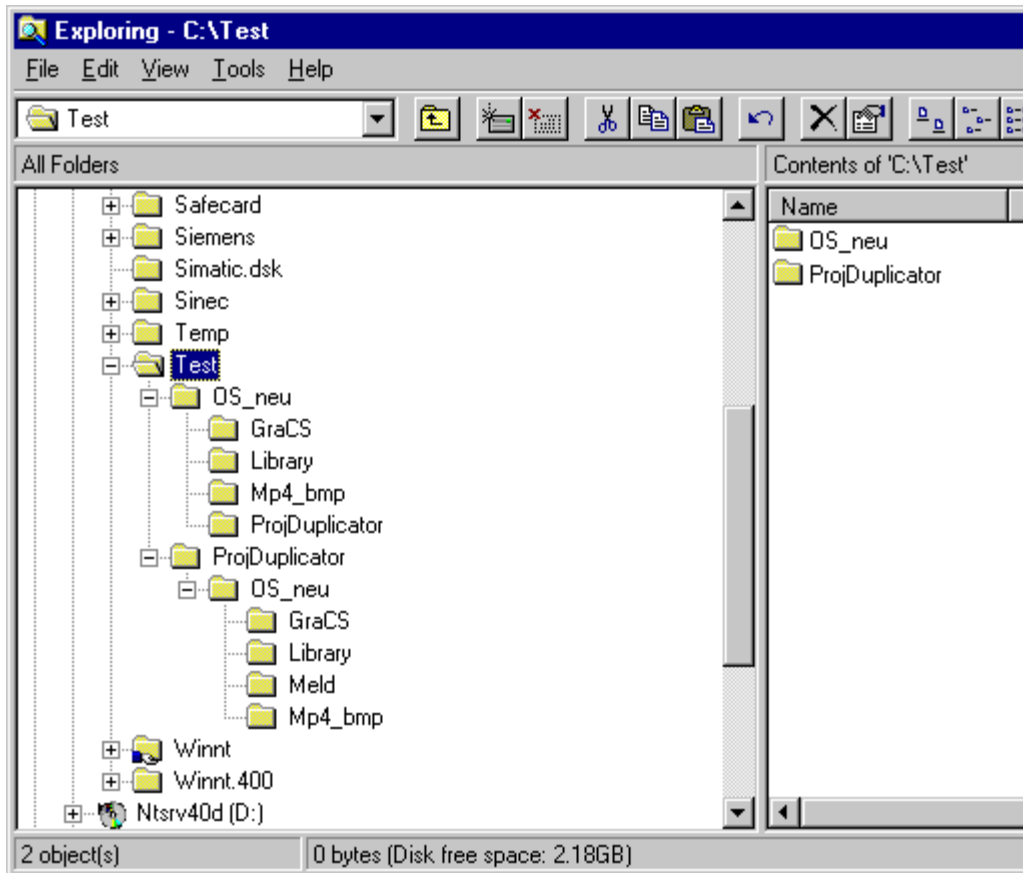 Exploring - C:\Test
File Edit View Tools Help
Test
All Folders
Contents of 'C:\Test'
Safecard
Siemens
Simatic.dsk
Sinec
Temp
Test
OS_neu
GraCS
Library
Mp4_bmp
ProjDuplicator
ProjDuplicator
OS_neu
GraCS
Library
Meld
Mp4_bmp
Winnt
Winnt.400
Ntsrv40d (D:)
Name
OS_neu
ProjDuplicator
2 object(s)
0 bytes (Disk free space: 2.18GB)